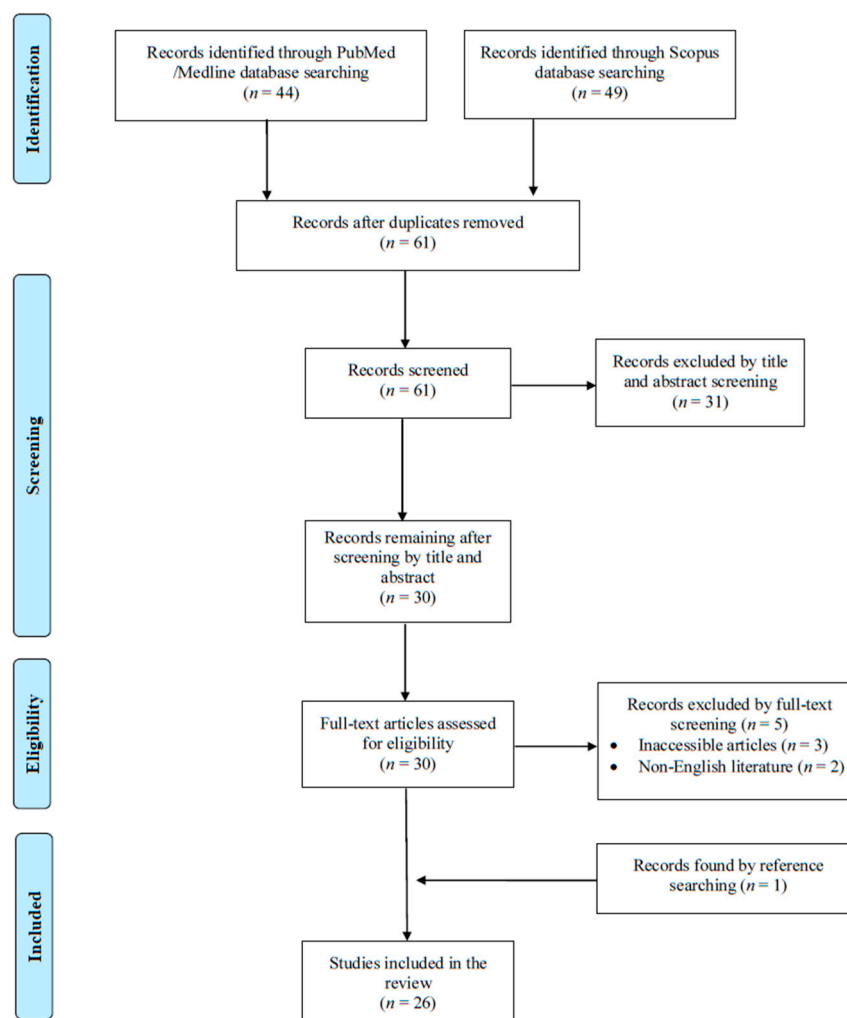 Identification
Records identified through PubMed
/Medline database searching
(n = 44)
Records identified through Scopus
database searching
(n = 49)
Records after duplicates removed
(n = 61)
Screening
Records screened
(n = 61)
Records excluded by title
and abstract screening
(n = 31)
Records remaining after
screening by title and
abstract
(n = 30)
Eligibility
Full-text articles assessed
for eligibility
(n = 30)
Records excluded by full-text
screening (n = 5)
• Inaccessible articles (n = 3)
• Non-English literature (n = 2)
Included
Records found by reference
searching (n = 1)
Studies included in the
review
(n = 26)